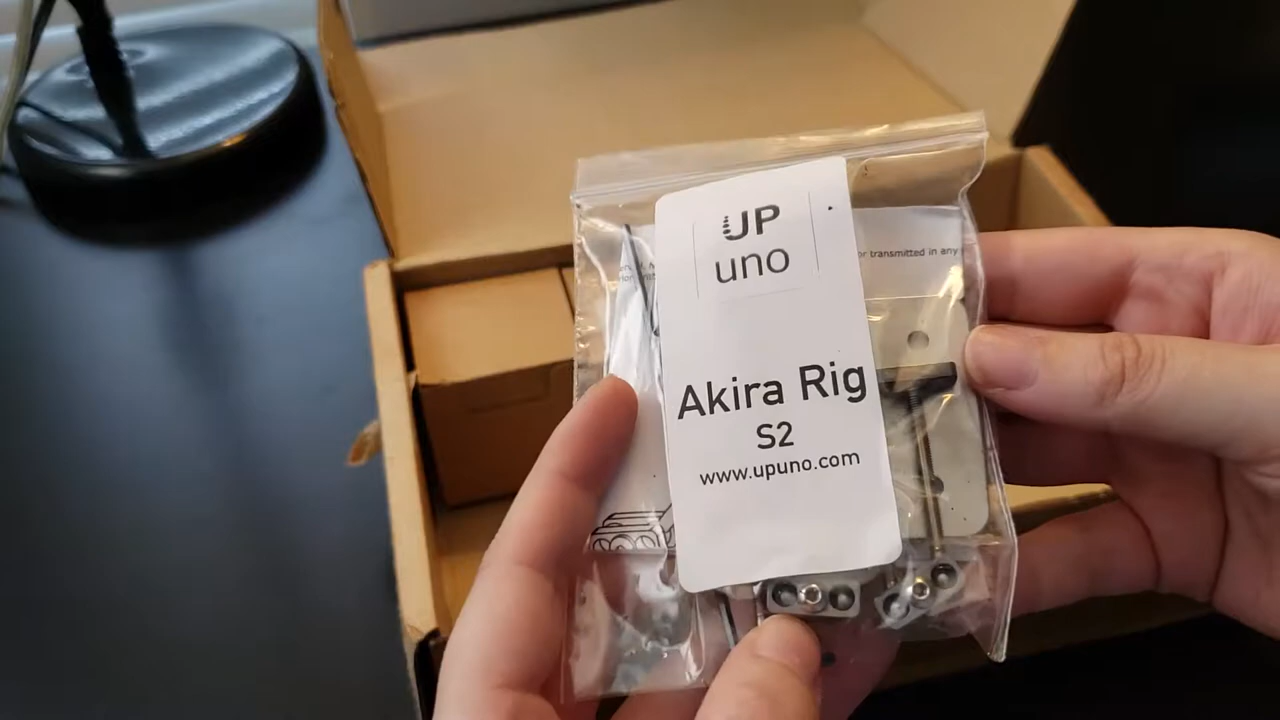 UP
uno
or transmitted in any
Akira Rig
S2
www.upuno.com